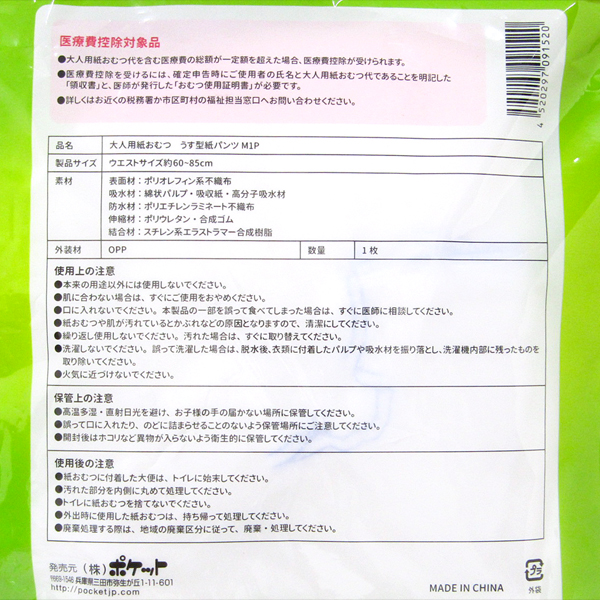 医療費控除対象品
●大人用紙おむつ代を含む医療費の総額が一定額を超えた場合、医療費控除が受けられます。
●医療費控除を受けるには、確定申告時にご使用者の氏名と大人用紙おむつ代であることを明記した
「領収書」と、医師が発行した「おむつ使用証明書」が必要です。
●詳しくはお近くの税務署か市区町村の福祉担当窓口へお問い合わせください。
4 520297 091520
品名 大人用紙おむつ うす型紙パンツ M1P
製品サイズ ウエストサイズ約60~85cm
素材 表面材：ポリオレフィン系不織布
吸水材：綿状パルプ・吸収紙・高分子吸水材
防水材：ポリエチレンラミネート不織布
伸縮材：ポリウレタン・合成ゴム
結合材：スチレン系エラストラマー合成樹脂
外装材 OPP 数量 1枚
使用上の注意
●本来の用途以外には使用しないでください。
●肌に合わない場合は、すぐにご使用をおやめください。
●口に入れないでください。本製品の一部を誤って食べてしまった場合は、すぐに医師に相談してください。
●紙おむつや肌が汚れているとかぶれなどの原因となりますので、清潔にしてください。
●繰り返し使用しないでください。汚れた場合は、すぐに取り替えてください。
●洗濯しないでください。誤って洗濯した場合は、脱水後、衣類に付着したパルプや吸水材を振り落とし、洗濯機内部に残ったものを
取り除いてください。
●火気に近づけないでください。
保管上の注意
●高温多湿・直射日光を避け、お子様の手の届かない場所に保管してください。
●誤って口に入れたり、のどに詰まらせることのないよう保管場所にご注意してください。
●開封後はホコリなど異物が入らないよう衛生的に保管してください。
使用後の注意
●紙おむつに付着した大便は、トイレに始末してください。
●汚れた部分を内側に丸めて処理してください。
●トイレに紙おむつを捨てないでください。
●外出時に使用した紙おむつは、持ち帰って処理してください。
●廃棄処理する際は、地域の廃棄区分に従って、廃棄・処理してください。
発売元 (株) ポケット
〒669-1546 兵庫県三田市弥生が丘1-11-601
http://pocketjp.com/
MADE IN CHINA
プラ
外袋